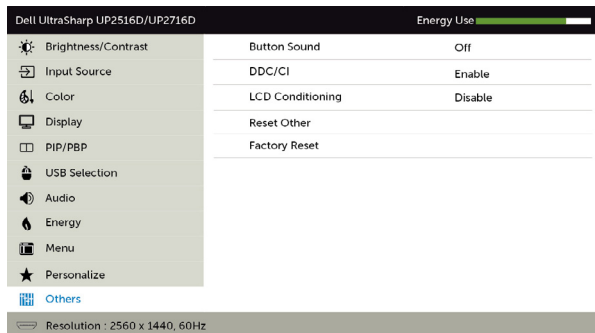 Dell UltraSharp UP2516D/UP2716D Energy Use
Brightness/Contrast Button Sound Off
Input Source DDC/CI Enable
Color LCD Conditioning Disable
Display Reset Other
PIP/PBP Factory Reset
USB Selection
Audio
Energy
Menu
Personalize
Others
Resolution : 2560 x 1440, 60Hz